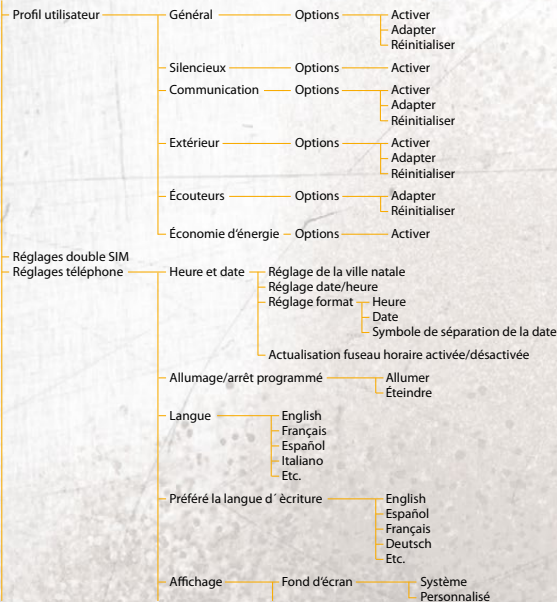 Profil utilisateur Général Options Activer
Adapter
Réinitialiser
Silencieux Options Activer
Communication Options Activer
Adapter
Réinitialiser
Extérieur Options Activer
Adapter
Réinitialiser
Écouteurs Options Adapter
Réinitialiser
Économie d'énergie Options Activer
Réglages double SIM
Réglages téléphone Heure et date Réglage de la ville natale
Réglage date/heure
Réglage format Heure
Date
Symbole de séparation de la date
Actualisation fuseau horaire activée/désactivée
Allumage/arrêt programmé Allumer
Éteindre
Langue English
Français
Español
Italiano
Etc.
Préféré la langue d´ ècriture English
Español
Français
Deutsch
Etc.
Affichage Fond d'écran Système
Personnalisé